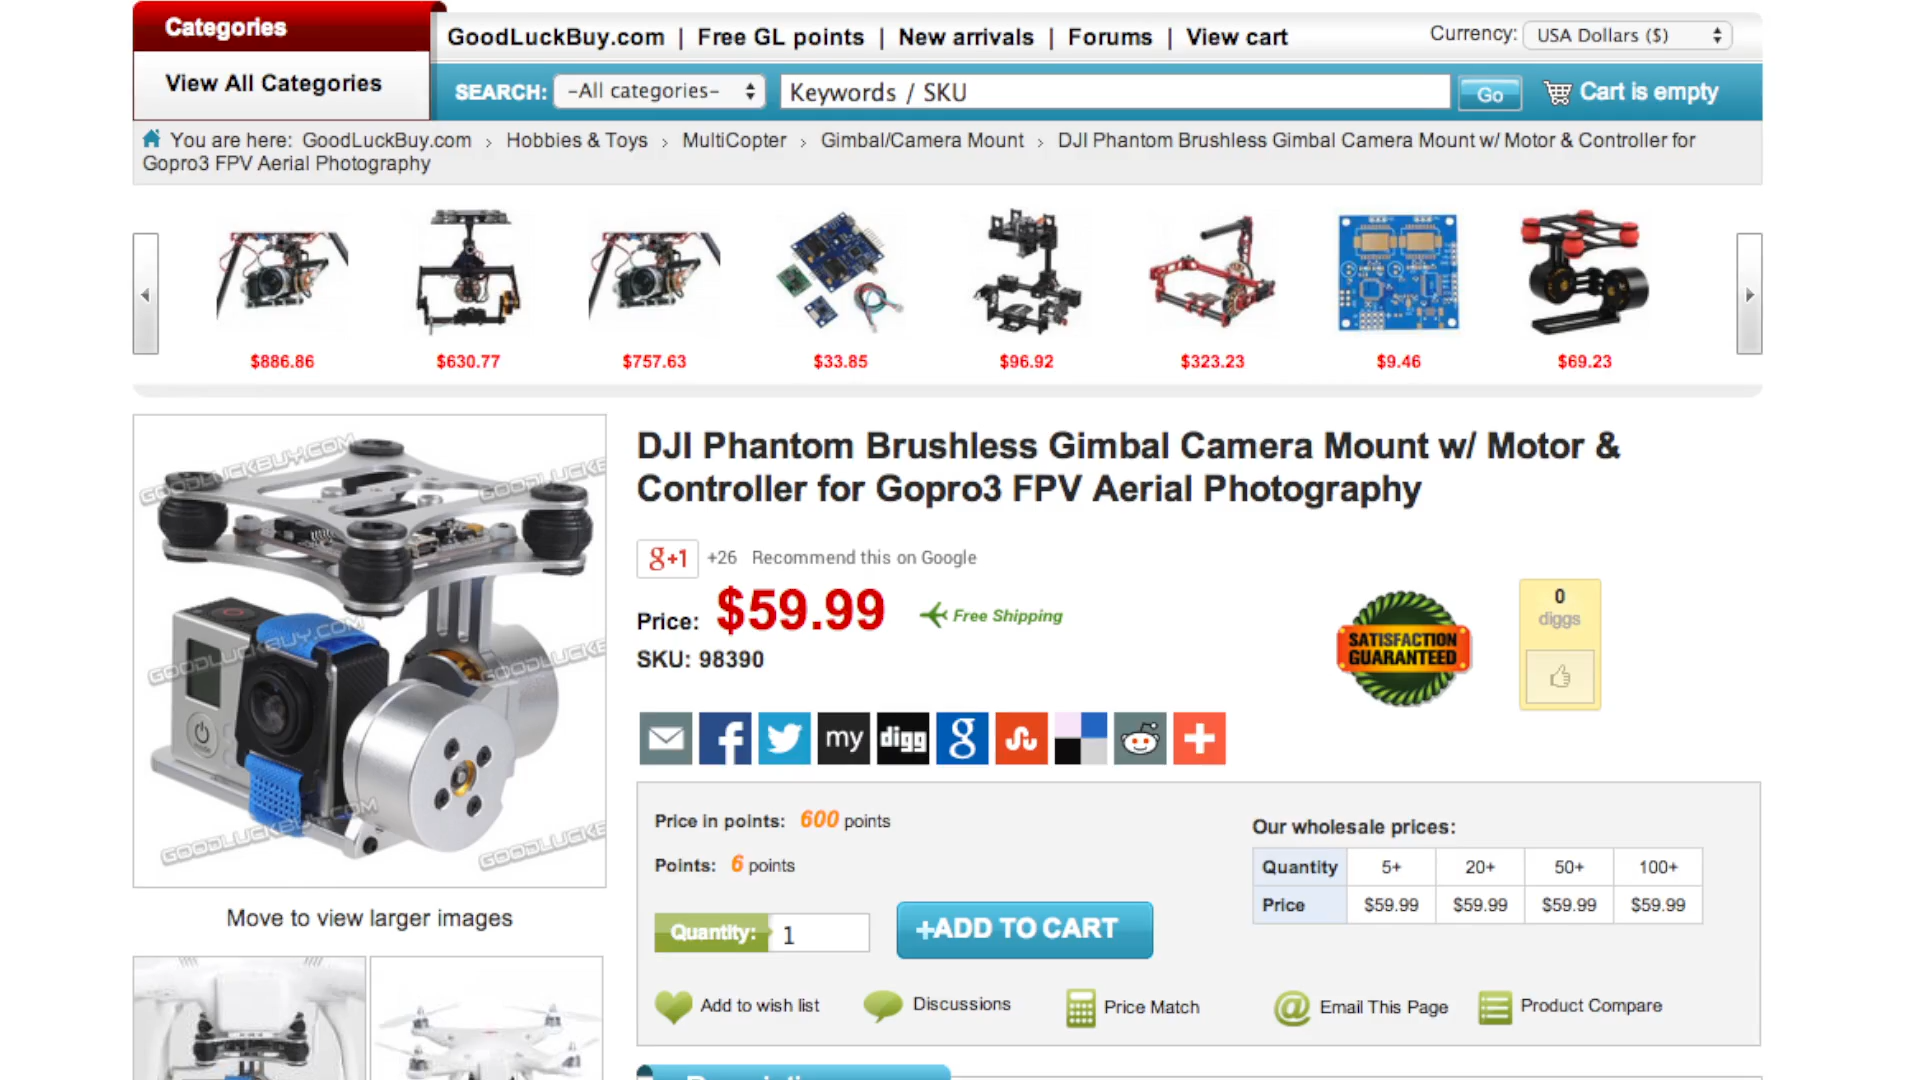 Categories
GoodLuckBuy.com | Free GL points | New arrivals | Forums | View cart
Currency: USA Dollars ($)
View All Categories
SEARCH: -All categories- Keywords / SKU Go Cart is empty
You are here: GoodLuckBuy.com › Hobbies & Toys › MultiCopter › Gimbal/Camera Mount › DJI Phantom Brushless Gimbal Camera Mount w/ Motor & Controller for
Gopro3 FPV Aerial Photography
$886.86 $630.77 $757.63 $33.85 $96.92 $323.23 $9.46 $69.23
GOODLUCKBUY.COM
GOODLUCKBUY.COM
GOODLUCKBUY.COM
DJI Phantom Brushless Gimbal Camera Mount w/ Motor &
Controller for Gopro3 FPV Aerial Photography
g+1 +26 Recommend this on Google
Price: $59.99 Free Shipping
SKU: 98390
SATISFACTION
GUARANTEED
0
diggs
my digg g
Price in points: 600 points
Points: 6 points
Our wholesale prices:
Quantity 5+ 20+ 50+ 100+
Price $59.99 $59.99 $59.99 $59.99
Quantity: 1 +ADD TO CART
Move to view larger images
Add to wish list Discussions Price Match Email This Page Product Compare